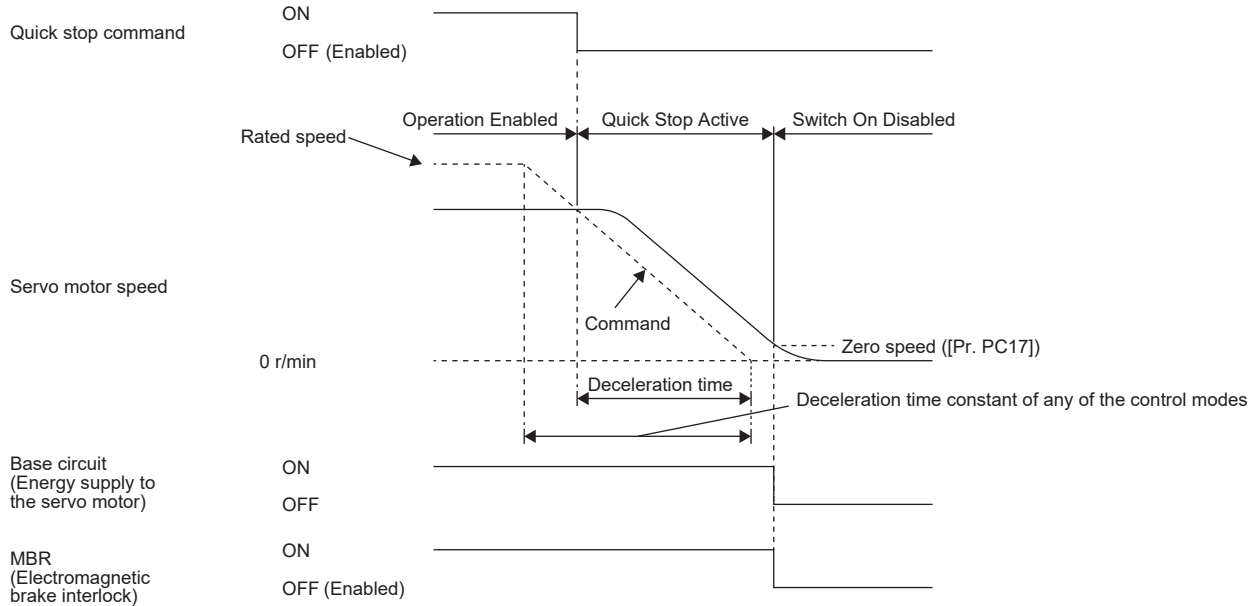 ON
Quick stop command
OFF (Enabled)
Operation Enabled
Quick Stop Active
Switch On Disabled
Rated speed
Servo motor speed
Command
Zero speed ([Pr. PC17])
0 r/min
Deceleration time
Deceleration time constant of any of the control modes
Base circuit
(Energy supply to
the servo motor)
ON
OFF
MBR
(Electromagnetic
brake interlock)
ON
OFF (Enabled)